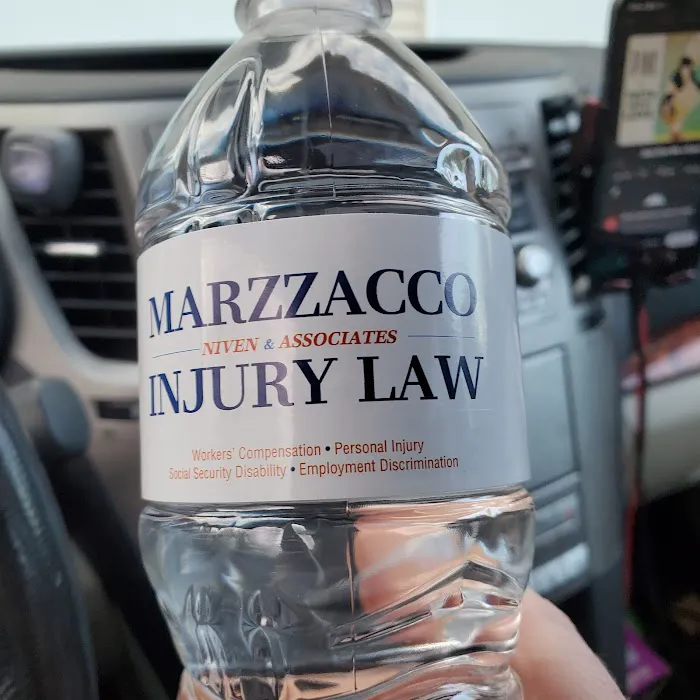 MARZZACCO
NIVEN & ASSOCIATES
INJURY LAW
Workers' Compensation • Personal Injury
Social Security Disability • Employment Discrimination